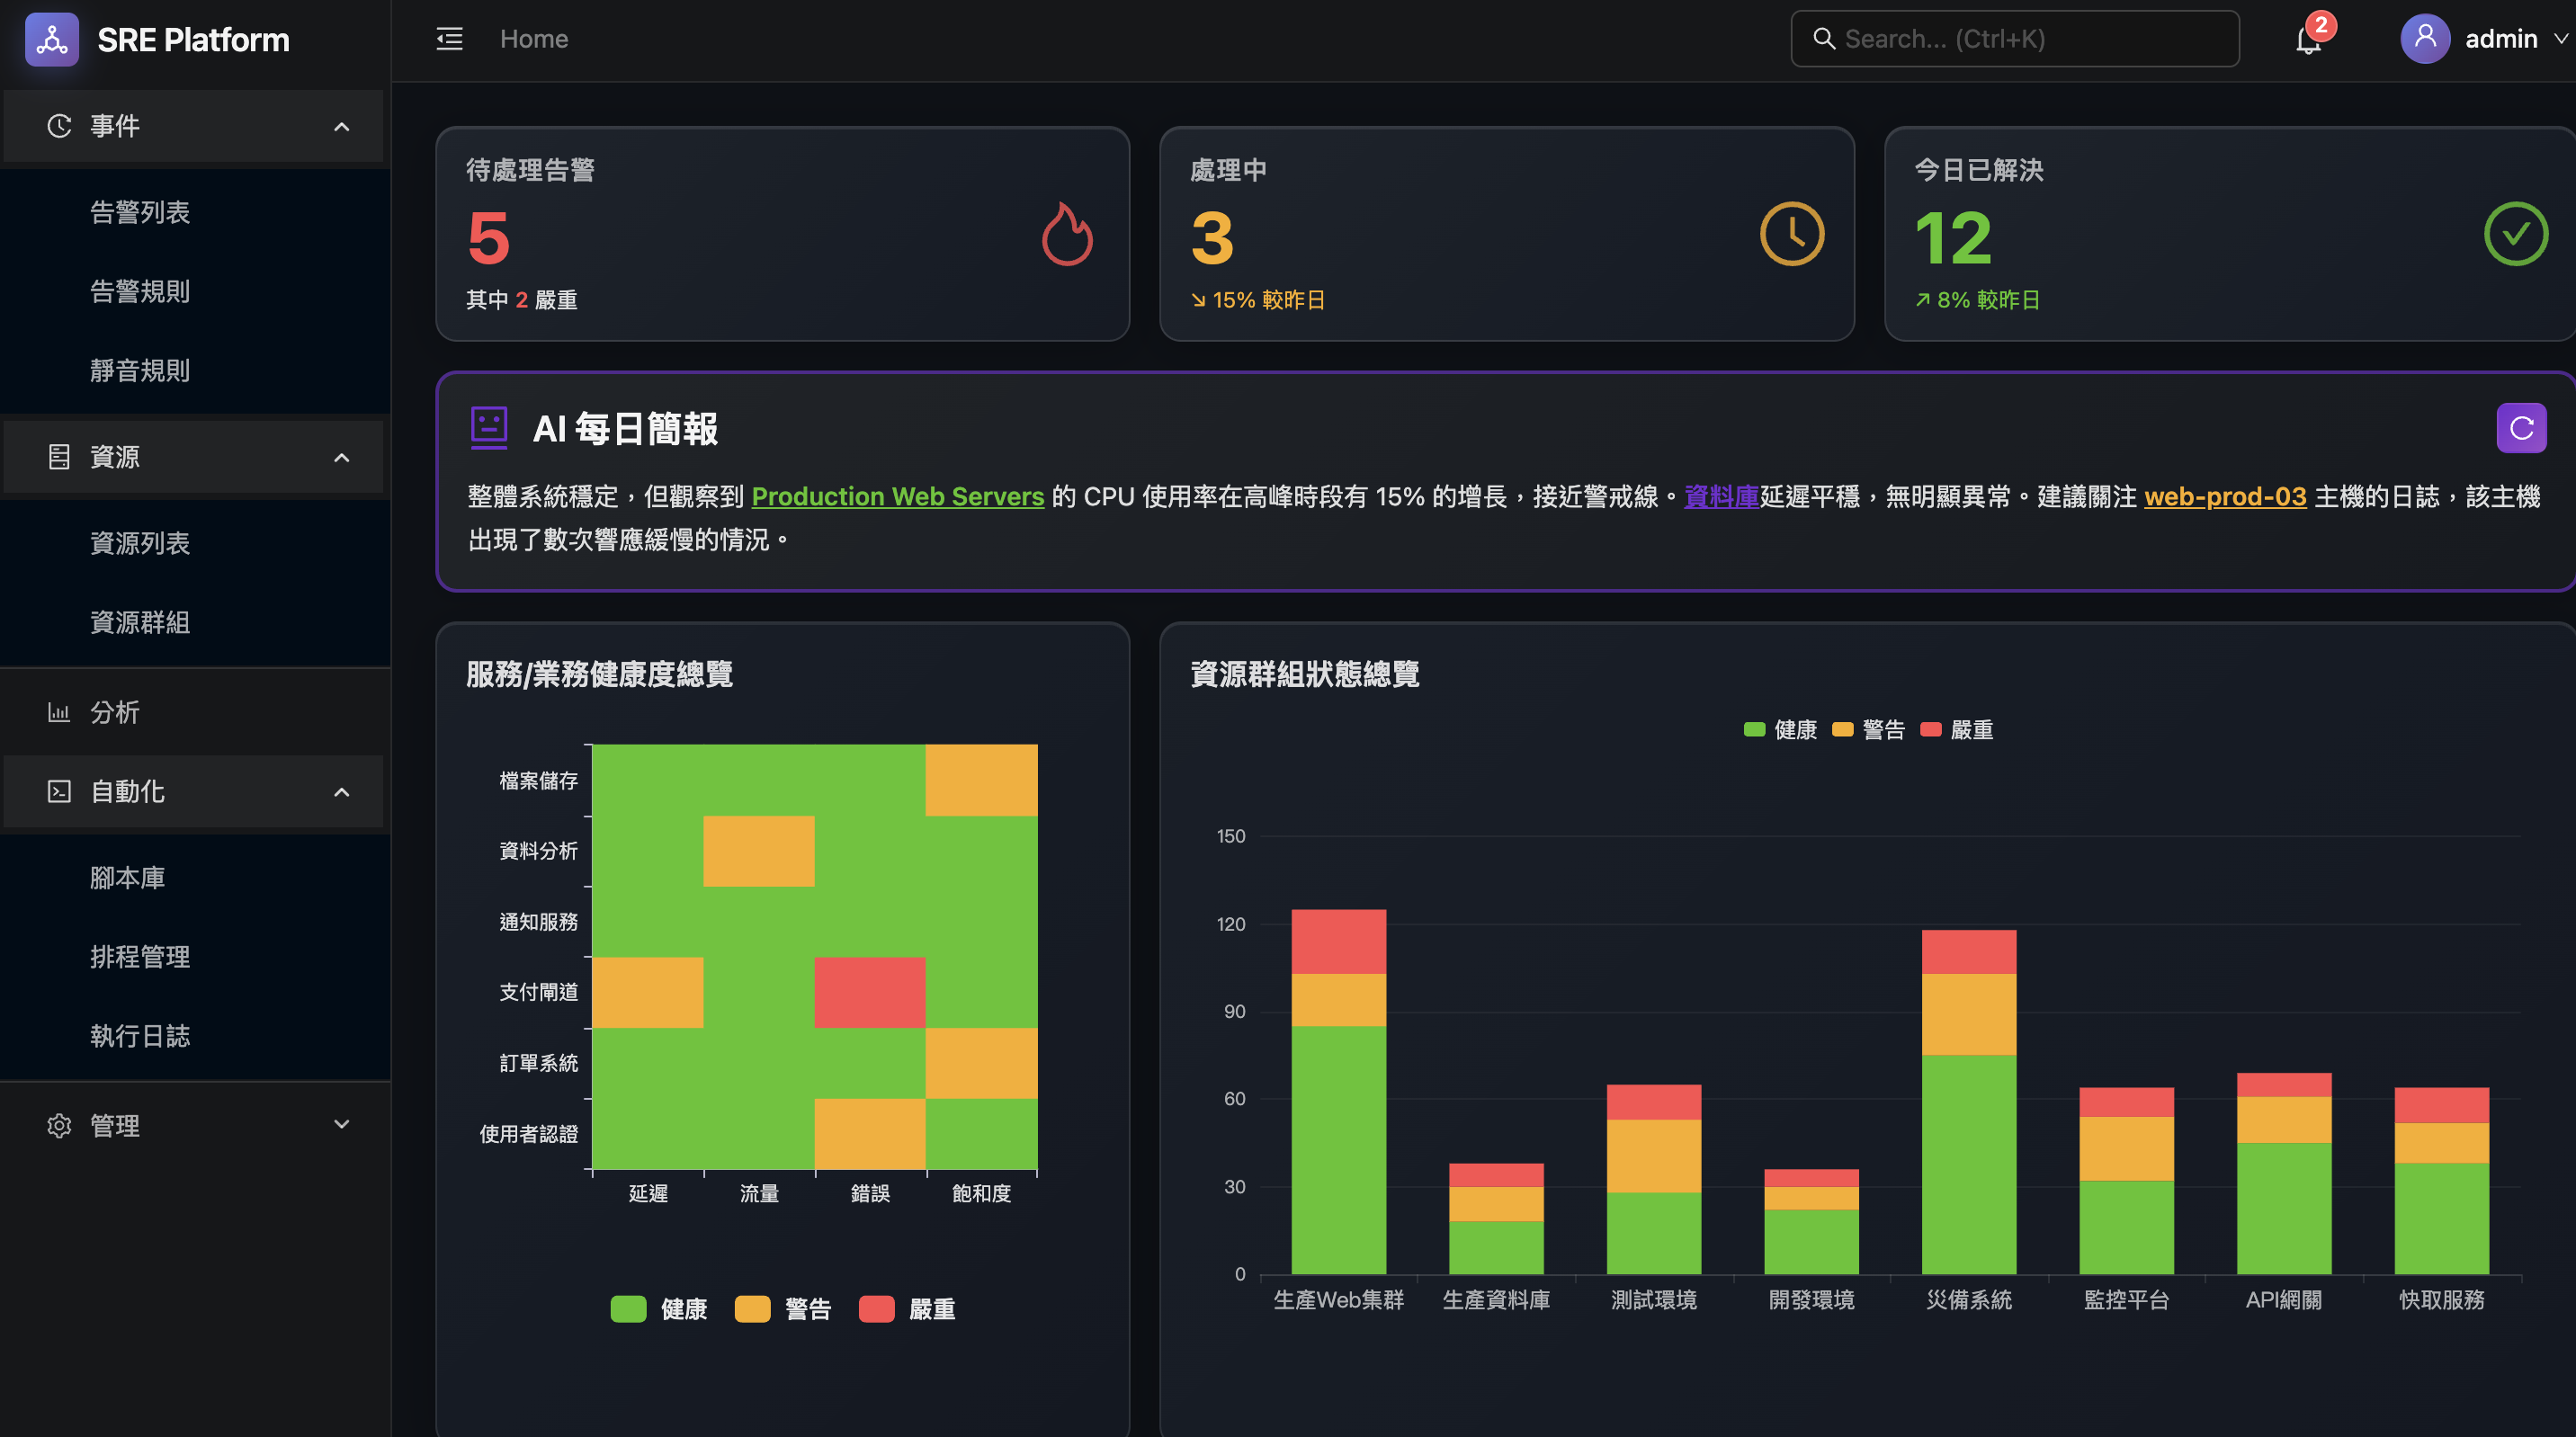 SRE Platform
Home
Search... (Ctrl+K)
2
admin
事件
告警列表
告警規則
靜音規則
資源
資源列表
資源群組
分析
自動化
腳本庫
排程管理
執行日誌
管理
待處理告警
5
其中 2 嚴重
處理中
3
15% 較昨日
今日已解決
12
8% 較昨日
AI 每日簡報
整體系統穩定，但觀察到 Production Web Servers 的 CPU 使用率在高峰時段有 15% 的增長，接近警戒線。資料庫延遲平穩，無明顯異常。建議關注 web-prod-03 主機的日誌，該主機
出現了數次響應緩慢的情況。
服務/業務健康度總覽
檔案儲存
資料分析
通知服務
支付閘道
訂單系統
使用者認證
延遲 流量 錯誤 飽和度
健康 警告 嚴重
資源群組狀態總覽
健康 警告 嚴重
150
120
90
60
30
0
生產Web集群 生產資料庫 測試環境 開發環境 災備系統 監控平台 API網關 快取服務